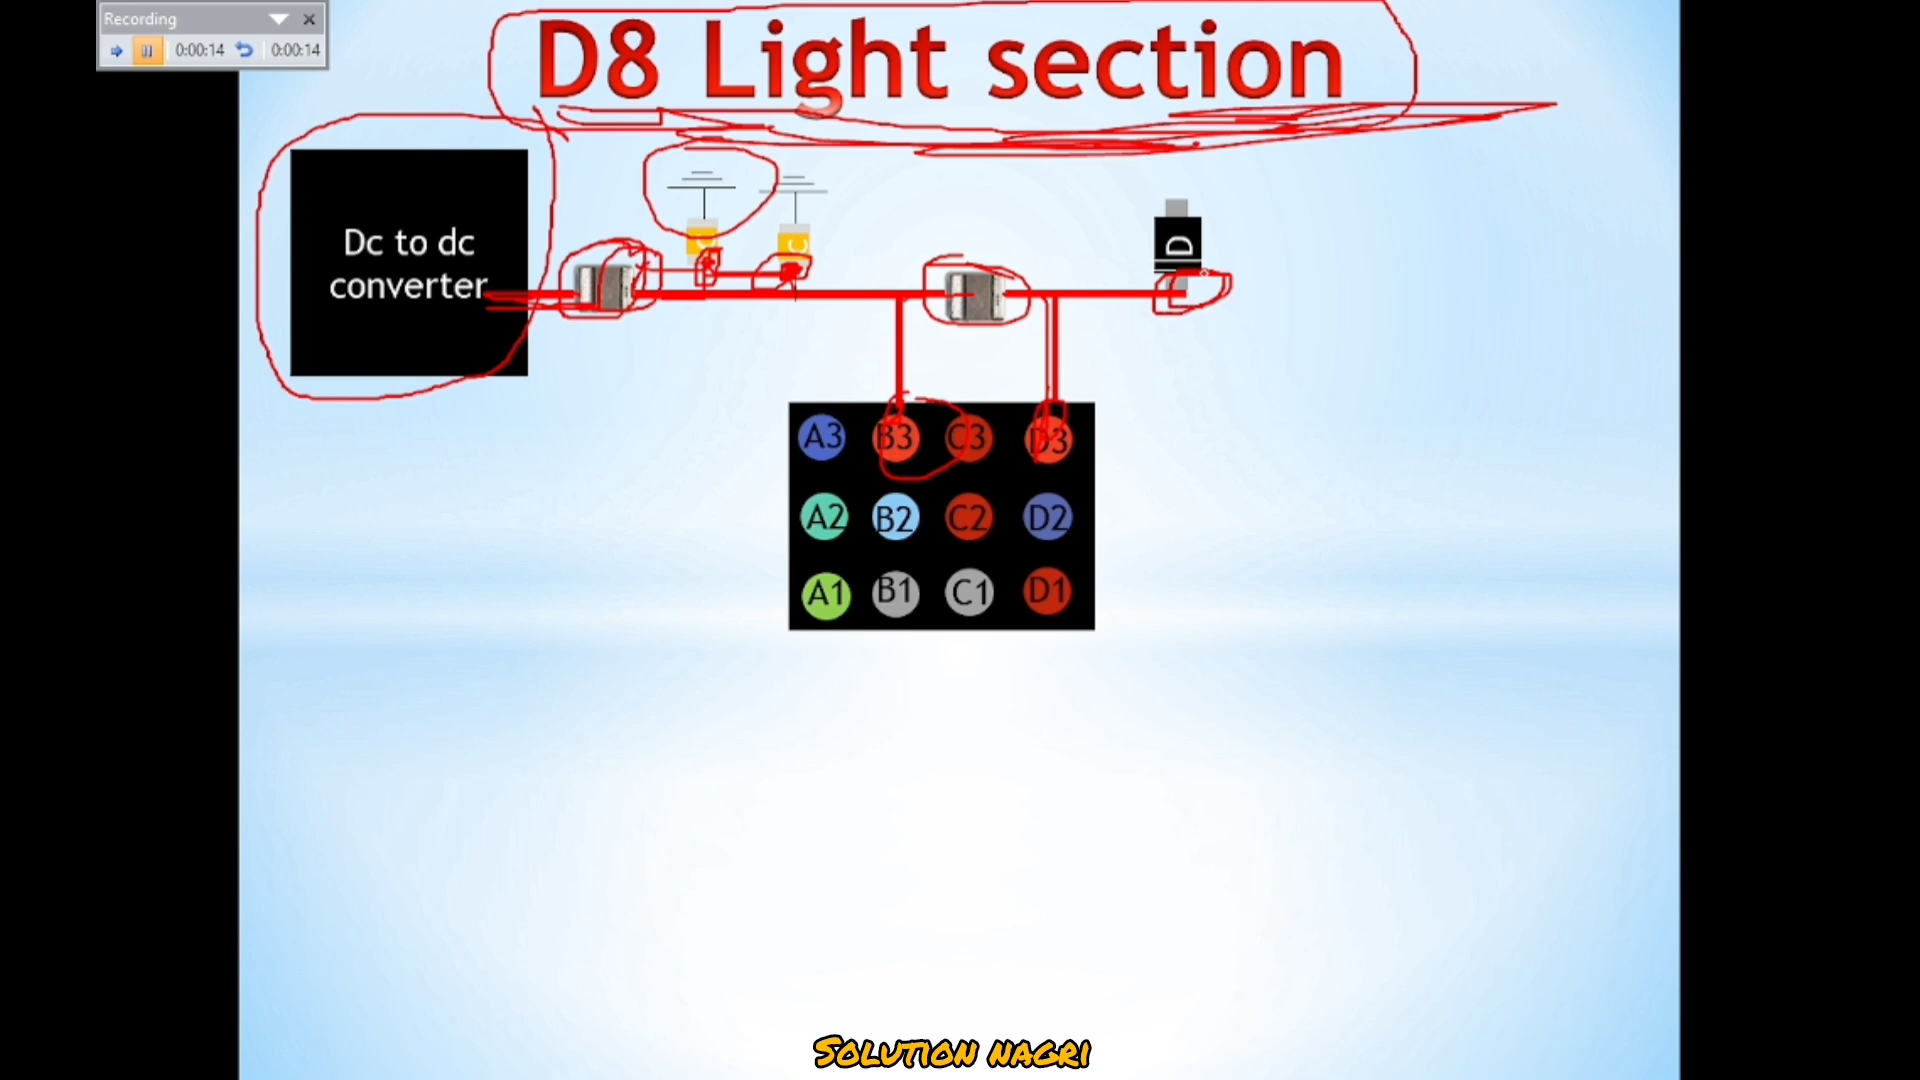 Recording
0:00:14 0:00:14
D8 Light section
Dc to dc
converter
C
C
D
A3 B3 C3 D3
A2 B2 C2 D2
A1 B1 C1 D1
SOLUTION NAGRI